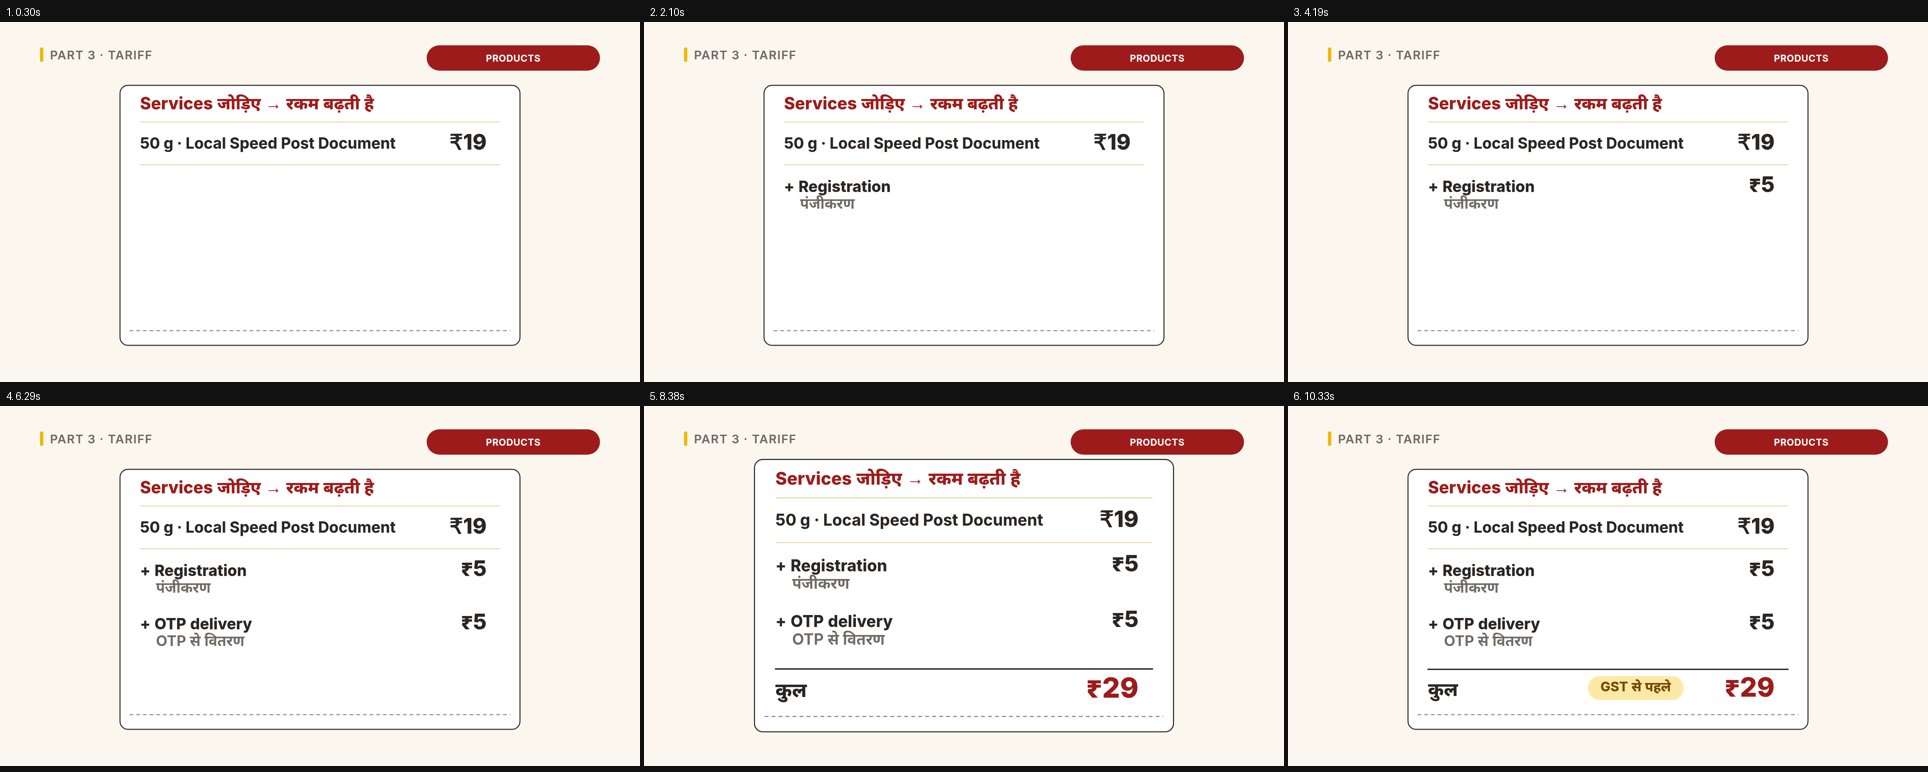 1. 0.30s
PART 3 · TARIFF
PRODUCTS
Services जोड़िए → रकम बढ़ती है
50 g · Local Speed Post Document ₹19
2. 2.10s
PART 3 · TARIFF
PRODUCTS
Services जोड़िए → रकम बढ़ती है
50 g · Local Speed Post Document ₹19
+ Registration
पंजीकरण
3. 4.19s
PART 3 · TARIFF
PRODUCTS
Services जोड़िए → रकम बढ़ती है
50 g · Local Speed Post Document ₹19
+ Registration ₹5
पंजीकरण
4. 6.29s
PART 3 · TARIFF
PRODUCTS
Services जोड़िए → रकम बढ़ती है
50 g · Local Speed Post Document ₹19
+ Registration ₹5
पंजीकरण
+ OTP delivery ₹5
OTP से वितरण
5. 8.38s
PART 3 · TARIFF
PRODUCTS
Services जोड़िए → रकम बढ़ती है
50 g · Local Speed Post Document ₹19
+ Registration ₹5
पंजीकरण
+ OTP delivery ₹5
OTP से वितरण
कुल ₹29
6. 10.33s
PART 3 · TARIFF
PRODUCTS
Services जोड़िए → रकम बढ़ती है
50 g · Local Speed Post Document ₹19
+ Registration ₹5
पंजीकरण
+ OTP delivery ₹5
OTP से वितरण
कुल GST से पहले ₹29